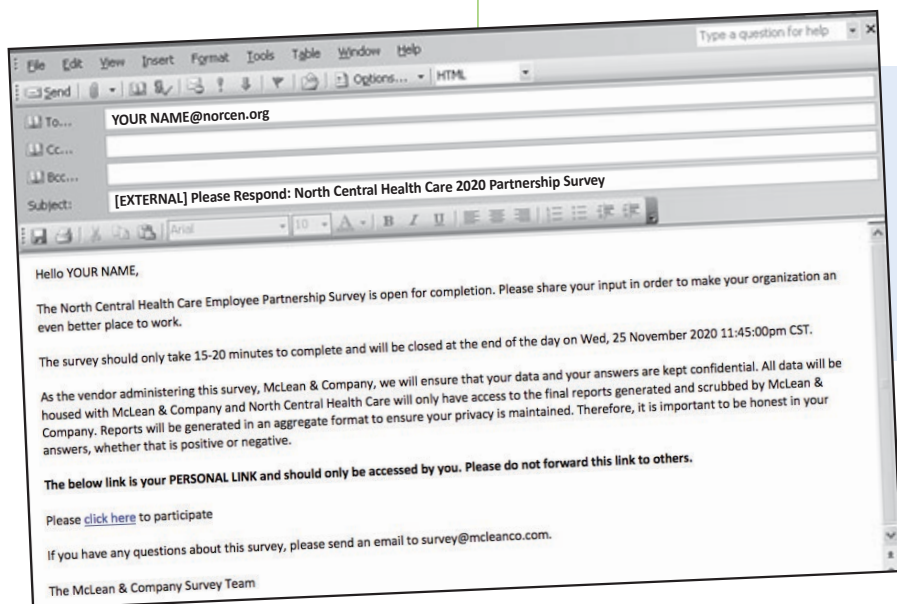 Type a question for help
File Edit View Insert Format Tools Table Window Help
Send Options... HTML
To... YOUR NAME@norcen.org
Cc...
Bcc...
Subject: [EXTERNAL] Please Respond: North Central Health Care 2020 Partnership Survey
Arial 10 A B I U
Hello YOUR NAME,
The North Central Health Care Employee Partnership Survey is open for completion. Please share your input in order to make your organization an
even better place to work.
The survey should only take 15-20 minutes to complete and will be closed at the end of the day on Wed, 25 November 2020 11:45:00pm CST.
As the vendor administering this survey, McLean & Company, we will ensure that your data and your answers are kept confidential. All data will be
housed with McLean & Company and North Central Health Care will only have access to the final reports generated and scrubbed by McLean &
Company. Reports will be generated in an aggregate format to ensure your privacy is maintained. Therefore, it is important to be honest in your
answers, whether that is positive or negative.
The below link is your PERSONAL LINK and should only be accessed by you. Please do not forward this link to others.
Please click here to participate
If you have any questions about this survey, please send an email to survey@mcleanco.com.
The McLean & Company Survey Team